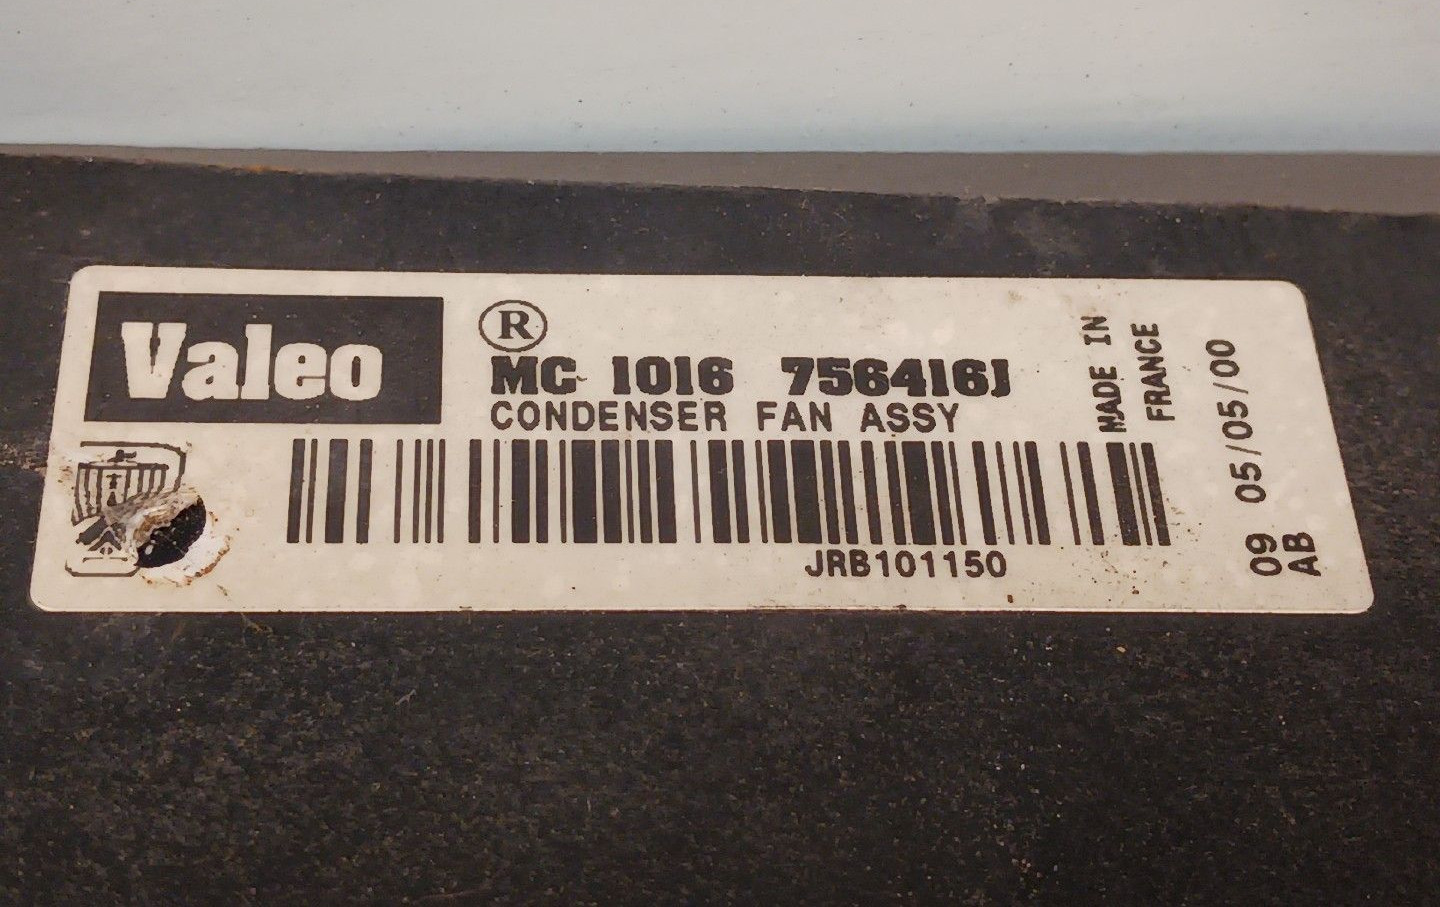 Valeo ®
MC 1016 756416J
CONDENSER FAN ASSY
JRB101150
MADE IN
FRANCE
05/05/00
09
AB